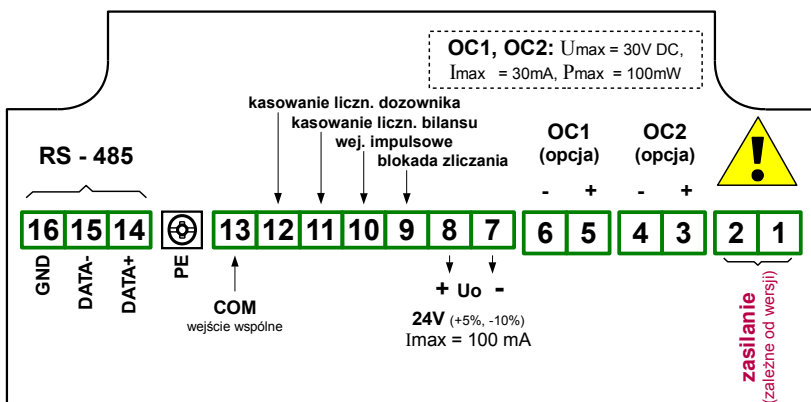 OC1, OC2: Umax = 30V DC,
Imax = 30mA, Pmax = 100mW
kasowanie liczn. dozownika
kasowanie liczn. bilansu
wej. impulsowe
blokada zliczania
RS - 485
OC1
(opcja)
- +
OC2
(opcja)
- +
!
16 15 14 13 12 11 10 9 8 7 6 5 4 3 2 1
GND
DATA-
DATA+
PE
COM
wejście wspólne
+ Uo -
24V (+5%, -10%)
Imax = 100 mA
zasilanie
(zależne od wersji)